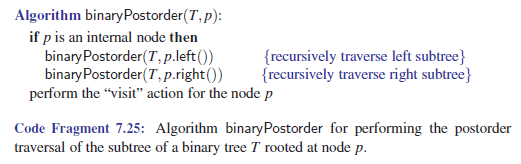 Algorithm binaryPostorder(T, p):
if p is an internal node then
binaryPostorder(T, p.left()) {recursively traverse left subtree}
binaryPostorder(T, p.right()) {recursively traverse right subtree}
perform the “visit” action for the node p
Code Fragment 7.25: Algorithm binaryPostorder for performing the postorder
traversal of the subtree of a binary tree T rooted at node p.